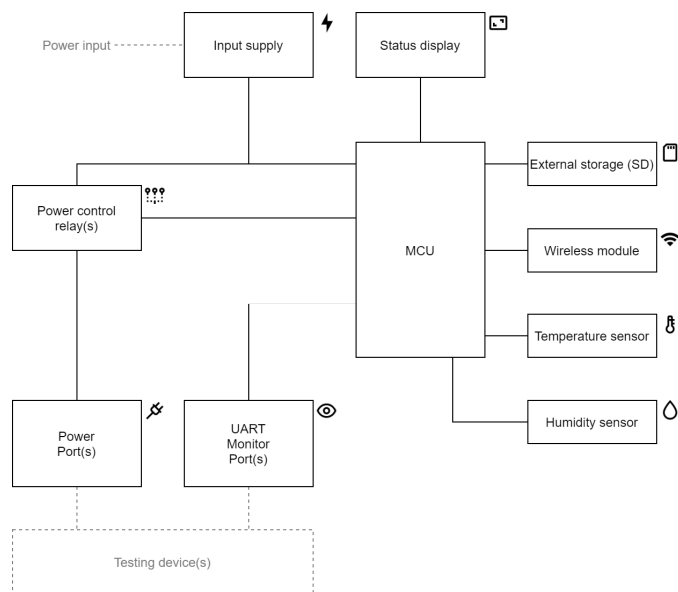 Power input
Input supply
Status display
External storage (SD)
Power control
relay(s)
MCU
Wireless module
Temperature sensor
Power
Port(s)
UART
Monitor
Port(s)
Humidity sensor
Testing device(s)